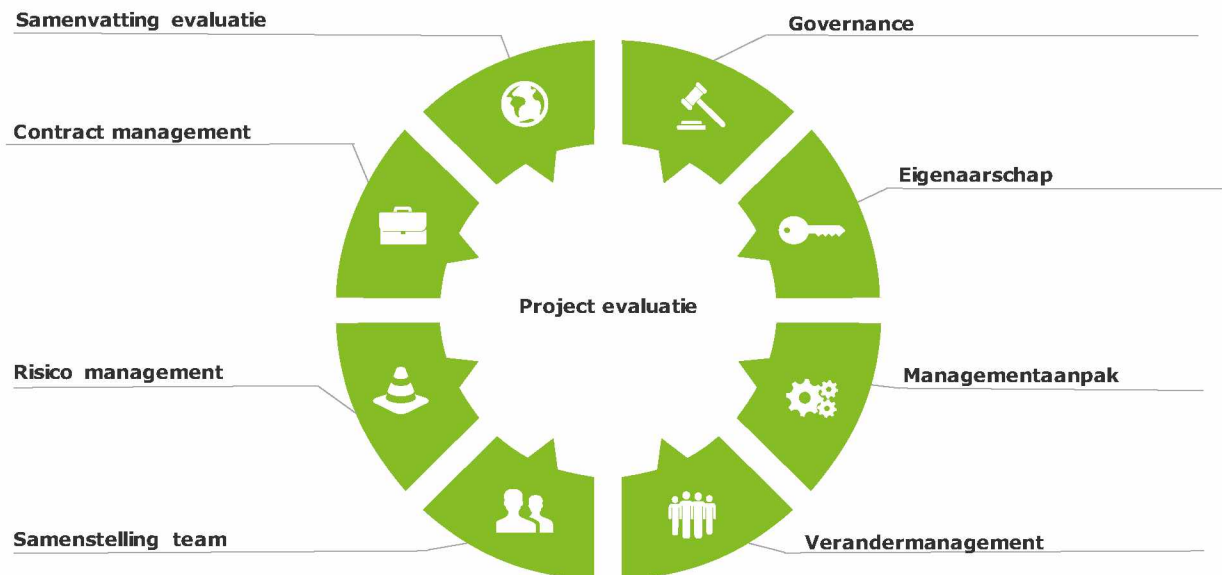 Samenvatting evaluatie
Governance
Contract management
Eigenaarschap
Project evaluatie
Risico management
Managementaanpak
Samenstelling team
Verandermanagement